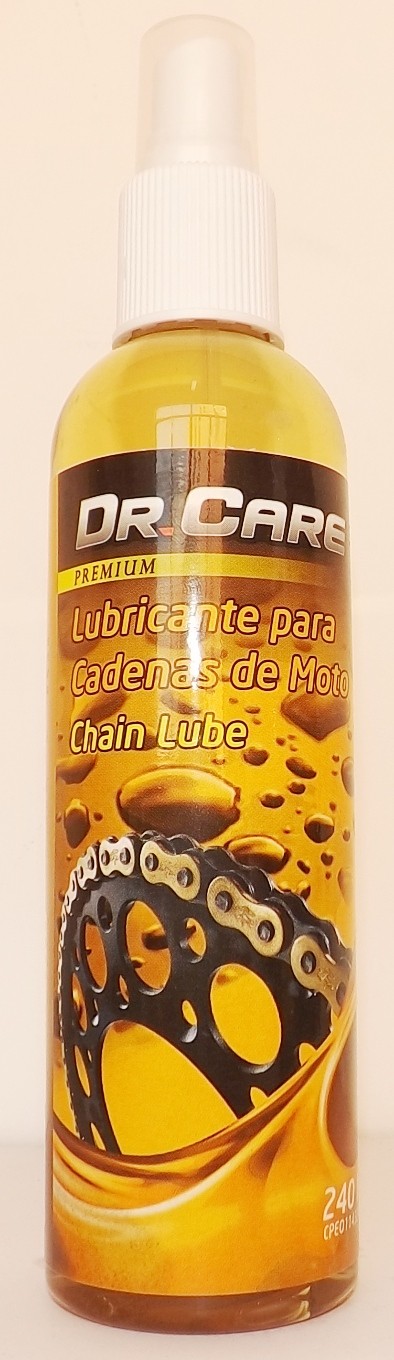 DR.CARE
PREMIUM
Lubricante para
Cadenas de Moto
Chain Lube
240